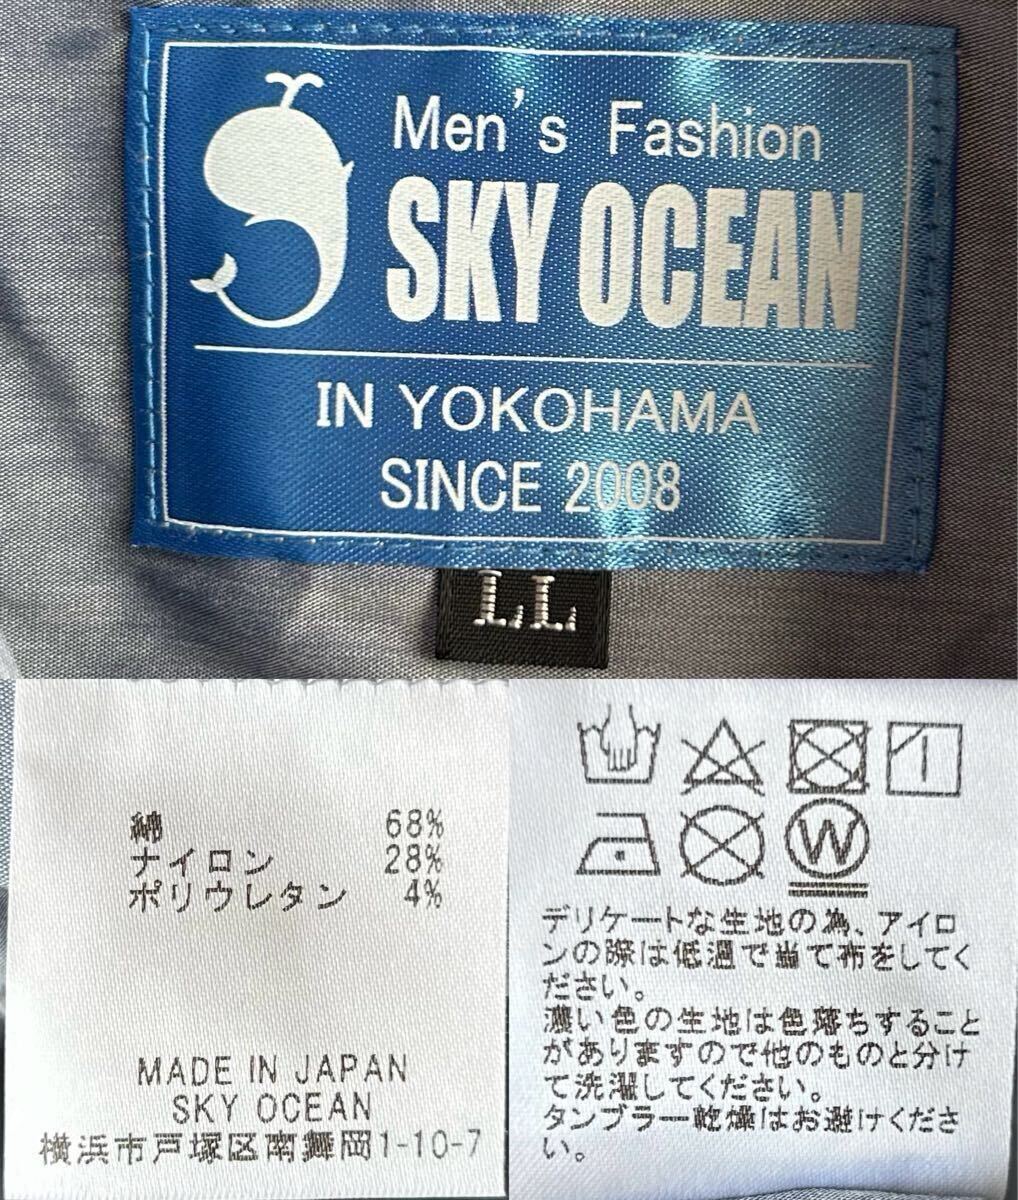 Men's Fashion
SKY OCEAN
IN YOKOHAMA
SINCE 2008
LL
綿 68%
ナイロン 28%
ポリウレタン 4%
MADE IN JAPAN
SKY OCEAN
横浜市戸塚区南舞岡1-10-7
W
デリケートな生地の為、アイロ
ンの際は低温で当て布をしてく
ださい。
濃い色の生地は色落ちすること
がありますので他のものと分け
て洗濯してください。
タンブラー乾燥はお避けくださ
い。